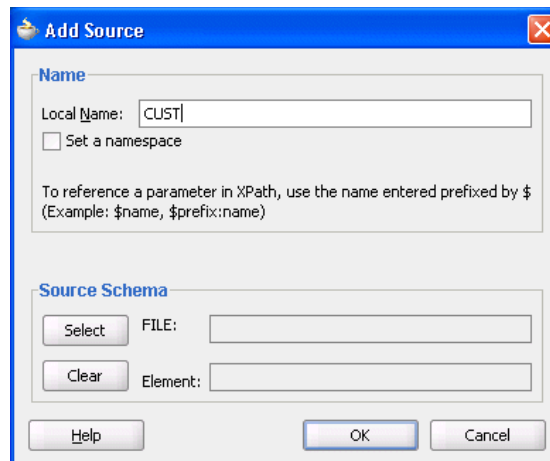 Add Source
Name
Local Name: CUST
Set a namespace
To reference a parameter in XPath, use the name entered prefixed by $
(Example: $name, $prefix:name)
Source Schema
Select FILE:
Clear Element:
Help OK Cancel